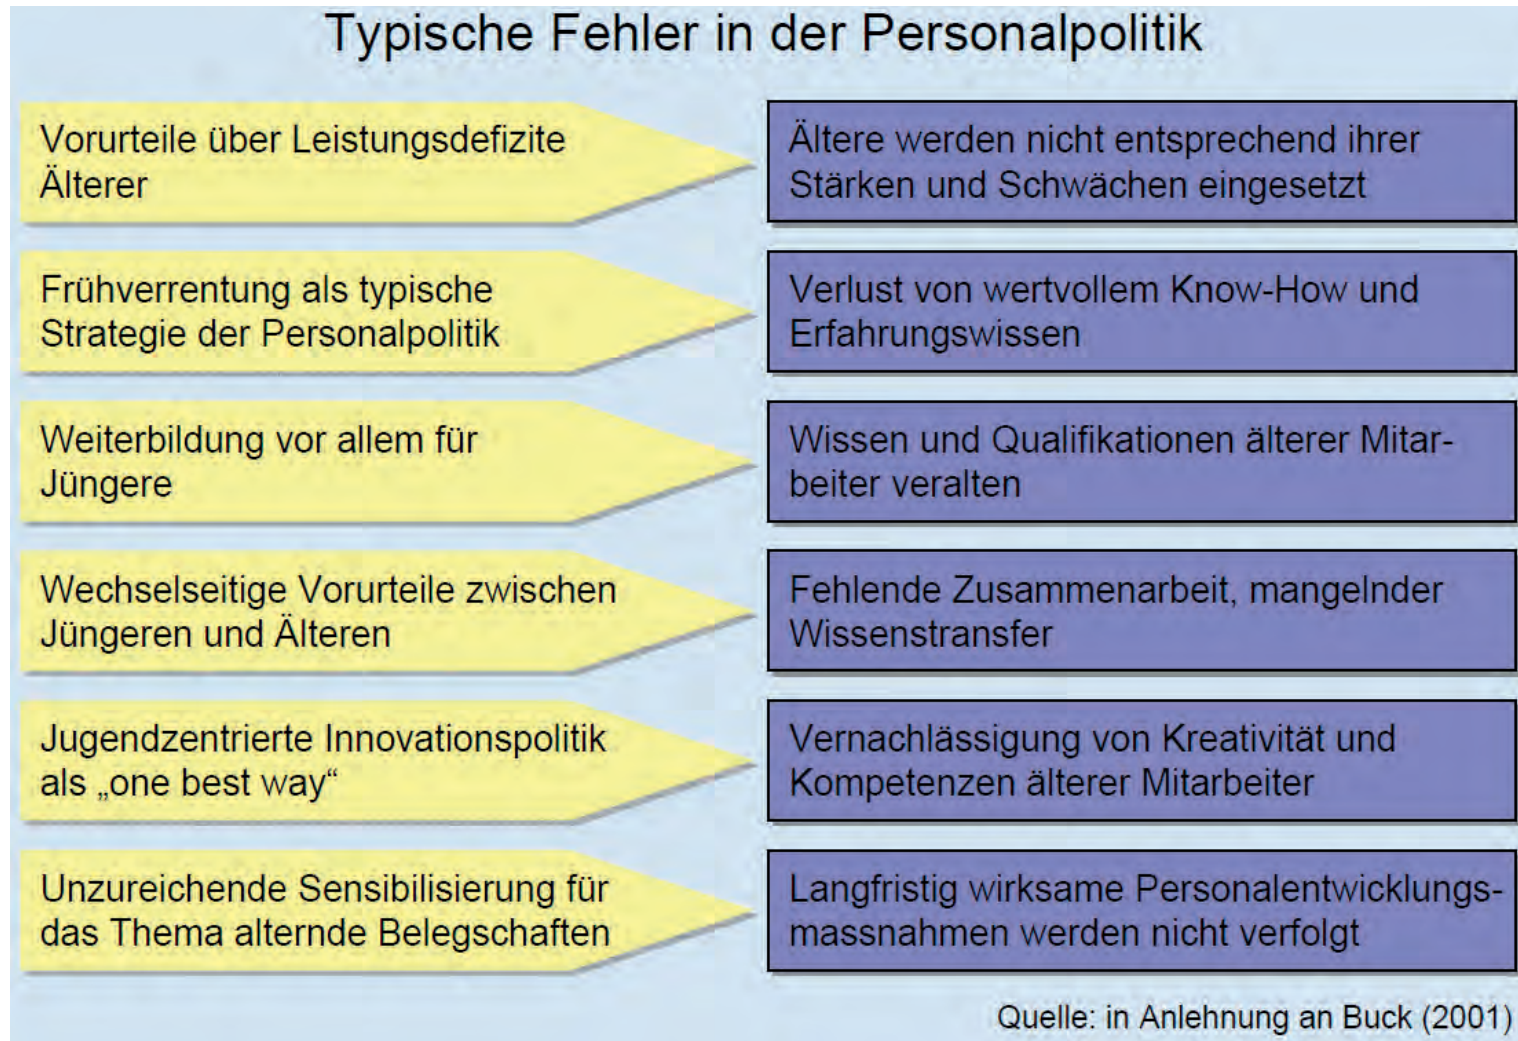 Typische Fehler in der Personalpolitik
Vorurteile über Leistungsdefizite
Älterer
Ältere werden nicht entsprechend ihrer
Stärken und Schwächen eingesetzt
Frühverrentung als typische
Strategie der Personalpolitik
Verlust von wertvollem Know-How und
Erfahrungswissen
Weiterbildung vor allem für
Jüngere
Wissen und Qualifikationen älterer Mitar-
beiter veralten
Wechselseitige Vorurteile zwischen
Jüngeren und Älteren
Fehlende Zusammenarbeit, mangelnder
Wissenstransfer
Jugendzentrierte Innovationspolitik
als „one best way“
Vernachlässigung von Kreativität und
Kompetenzen älterer Mitarbeiter
Unzureichende Sensibilisierung für
das Thema alternde Belegschaften
Langfristig wirksame Personalentwicklungs-
massnahmen werden nicht verfolgt
Quelle: in Anlehnung an Buck (2001)